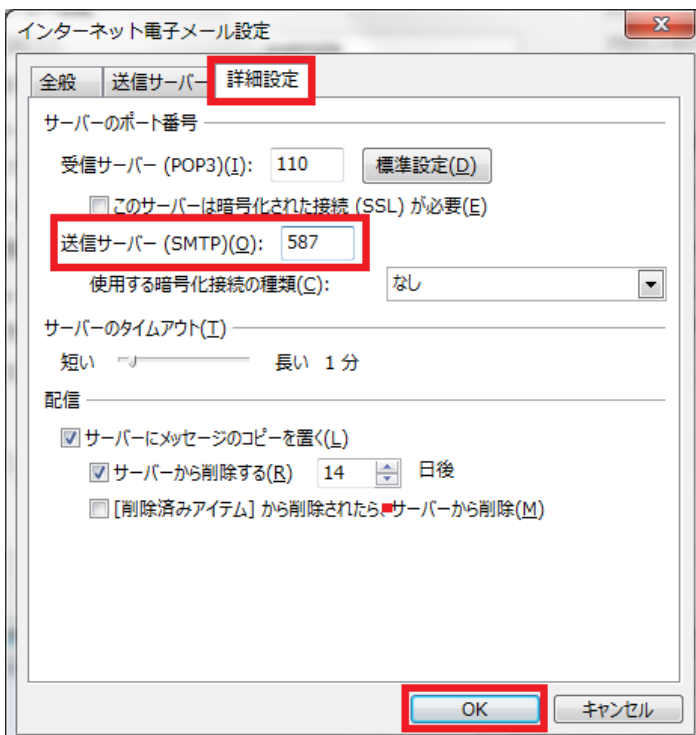 インターネット電子メール設定
全般 送信サーバー 詳細設定
サーバーのポート番号
受信サーバー (POP3)(I): 110 標準設定(D)
このサーバーは暗号化された接続 (SSL) が必要(E)
送信サーバー (SMTP)(O): 587
使用する暗号化接続の種類(C): なし
サーバーのタイムアウト(T)
短い 長い 1 分
配信
サーバーにメッセージのコピーを置く(L)
サーバーから削除する(R) 14 日後
[削除済みアイテム] から削除されたら、サーバーから削除(M)
OK キャンセル